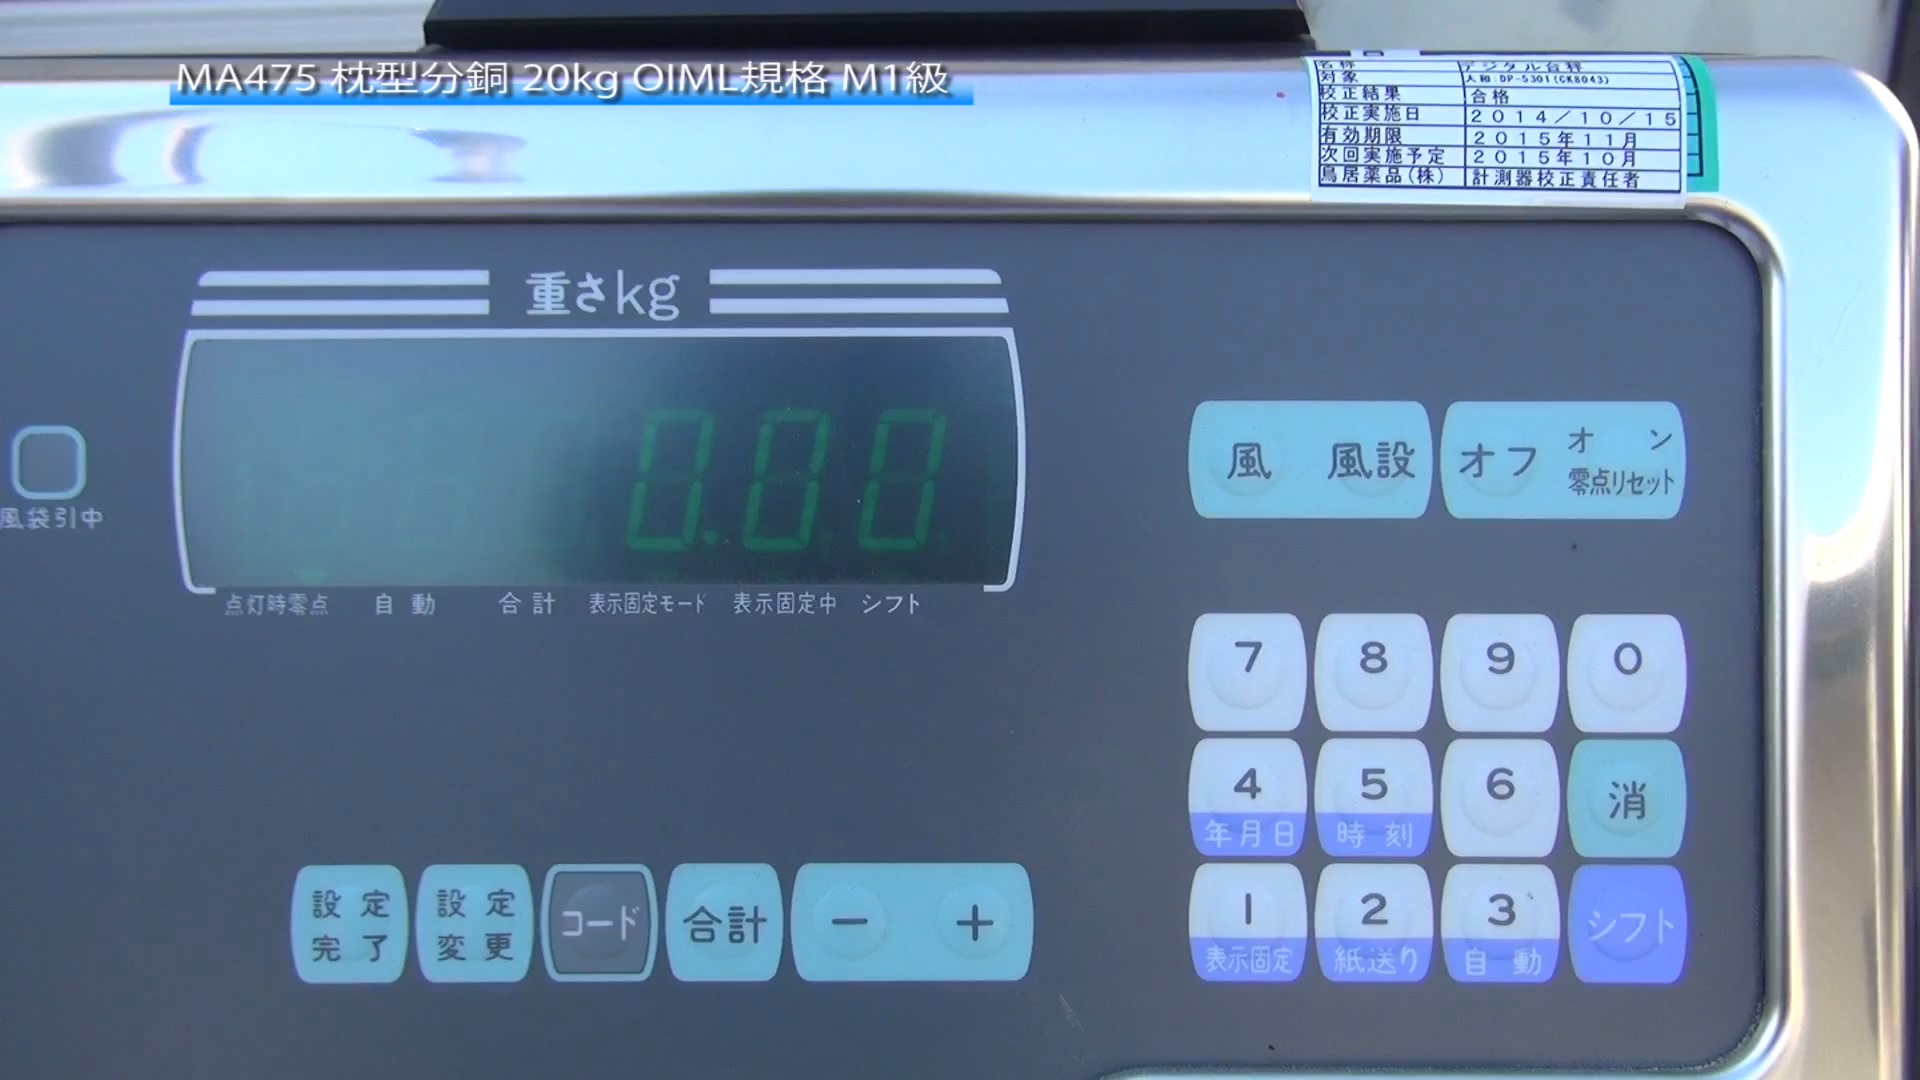 MA475 枕型分銅 20kg OIML規格 M1級
名称 デジタル台秤
対象 大和:DP-5301(CK8043)
校正結果 合格
校正実施日 2014/10/15
有効期限 2015年11月
次回実施予定 2015年10月
鳥居薬品(株) 計測器校正責任者
重さkg
0.00
風袋引中
点灯時零点 自動 合計 表示固定モード 表示固定中 シフト
風 風設 オフ オン
零点リセット
7 8 9 0
4 5 6 消
年月日 時刻
1 2 3 シフト
表示固定 紙送り 自動
設定完了 設定変更 コード 合計 − +